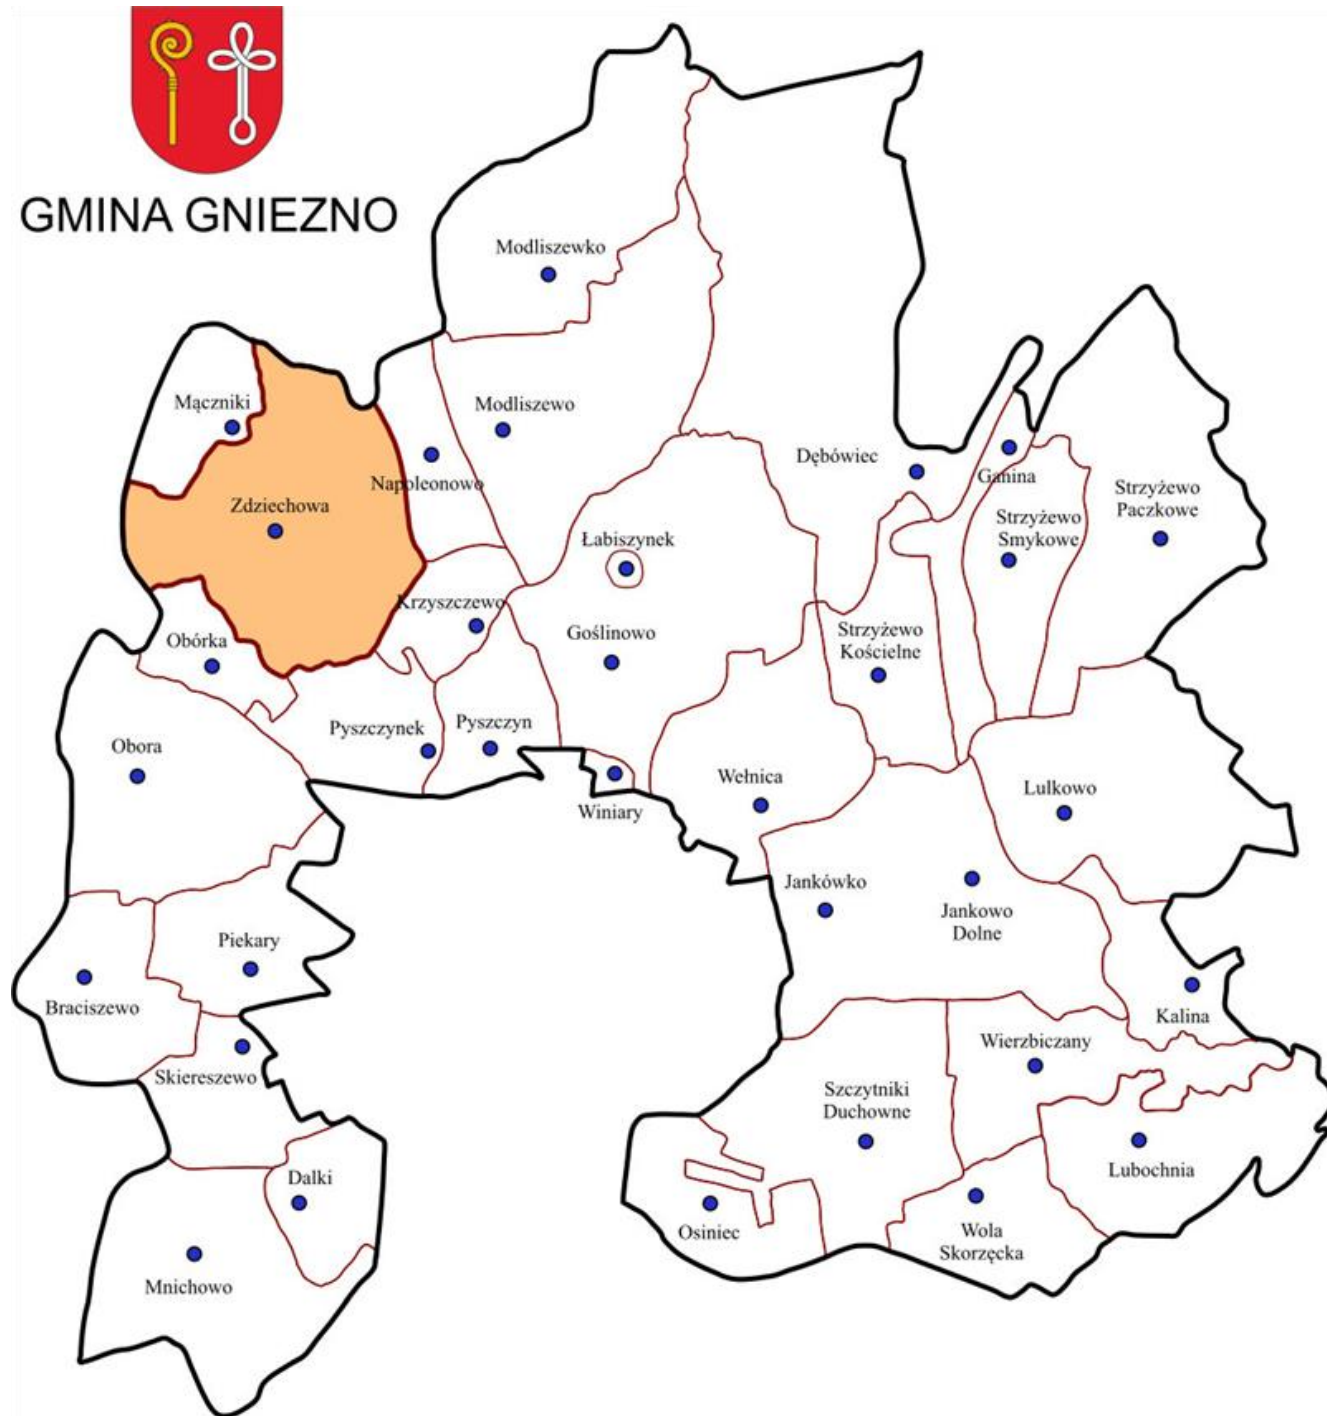 GMINA GNIEZNO
Modliszewko
Mączniki
Modliszewo
Zdziechowa
Napoleonowo
Dębówiec
Ganina
Strzyżewo
Paczkowe
Strzyżewo
Smykowe
Łabiszynek
Krzyszczewo
Obórka
Goślinowo
Strzyżewo
Kościelne
Pyszczynek
Pyszczyn
Obora
Wełnica
Winiary
Lulkowo
Jankówko
Jankowo
Dolne
Piekary
Braciszewo
Kalina
Skiereszewo
Wierzbiczany
Szczytniki
Duchowne
Lubochnia
Dalki
Osiniec
Wola
Skorzęcka
Mnichowo